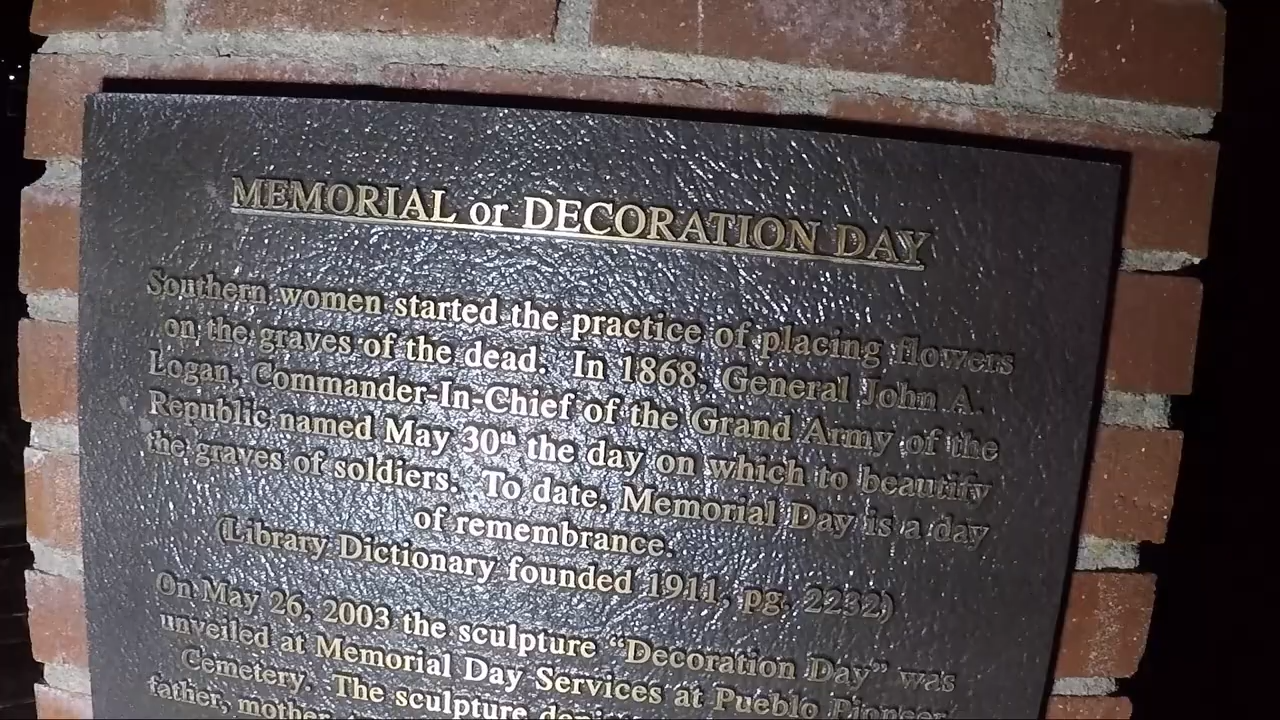 MEMORIAL or DECORATION DAY
Southern women started the practice of placing flowers
on the graves of the dead. In 1868, General John A.
Logan, Commander-In-Chief of the Grand Army of the
Republic named May 30th the day on which to beautify
the graves of soldiers. To date, Memorial Day is a day
of remembrance.
(Library Dictionary founded 1911, pg. 2232)
On May 26, 2003 the sculpture “Decoration Day” was
unveiled at Memorial Day Services at Pueblo Pioneer
Cemetery. The sculpture
father, mother